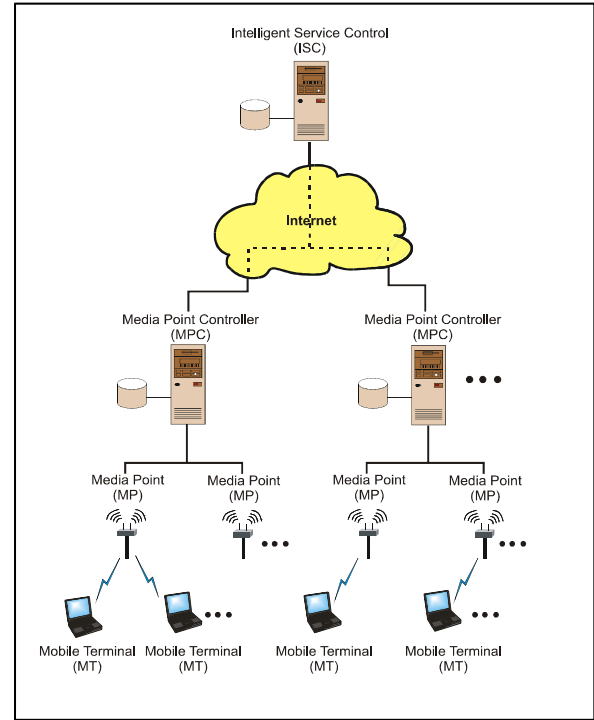 Intelligent Service Control
(ISC)
Internet
Media Point Controller
(MPC)
Media Point Controller
(MPC)
Media Point
(MP)
Media Point
(MP)
Media Point
(MP)
Media Point
(MP)
Mobile Terminal
(MT)
Mobile Terminal
(MT)
Mobile Terminal
(MT)
Mobile Terminal
(MT)